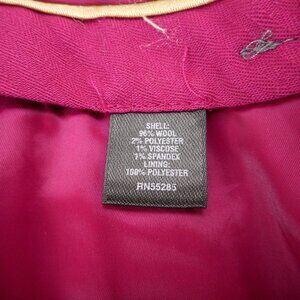 SHELL:
96% WOOL
2% POLYESTER
1% VISCOSE
1% SPANDEX
LINING:
100% POLYESTER
RN55285